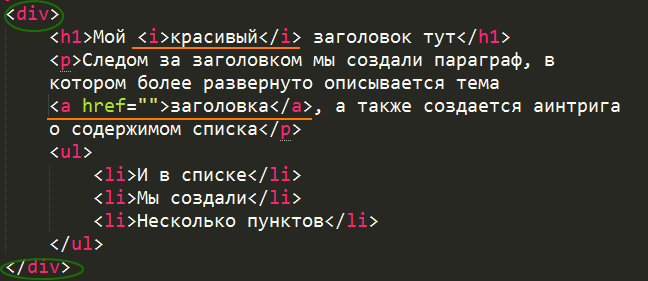 <div>
<h1>Мой <i>красивый</i> заголовок тут</h1>
<p>Следом за заголовком мы создали параграф, в
котором более развернуто описывается тема
<a href="">заголовка</a>, а также создается аинтрига
о содержимом списка</p>
<ul>
<li>И в списке</li>
<li>Мы создали</li>
<li>Несколько пунктов</li>
</ul>
</div>